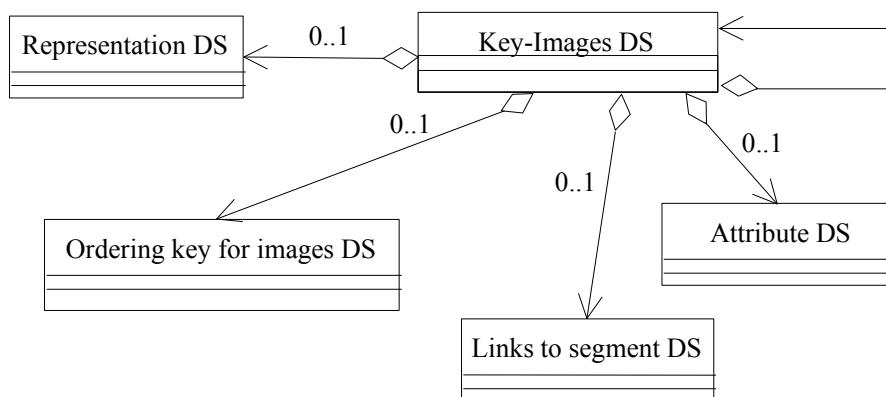 Representation DS
0..1
Key-Images DS
0..1
0..1
0..1
Ordering key for images DS
Attribute DS
Links to segment DS